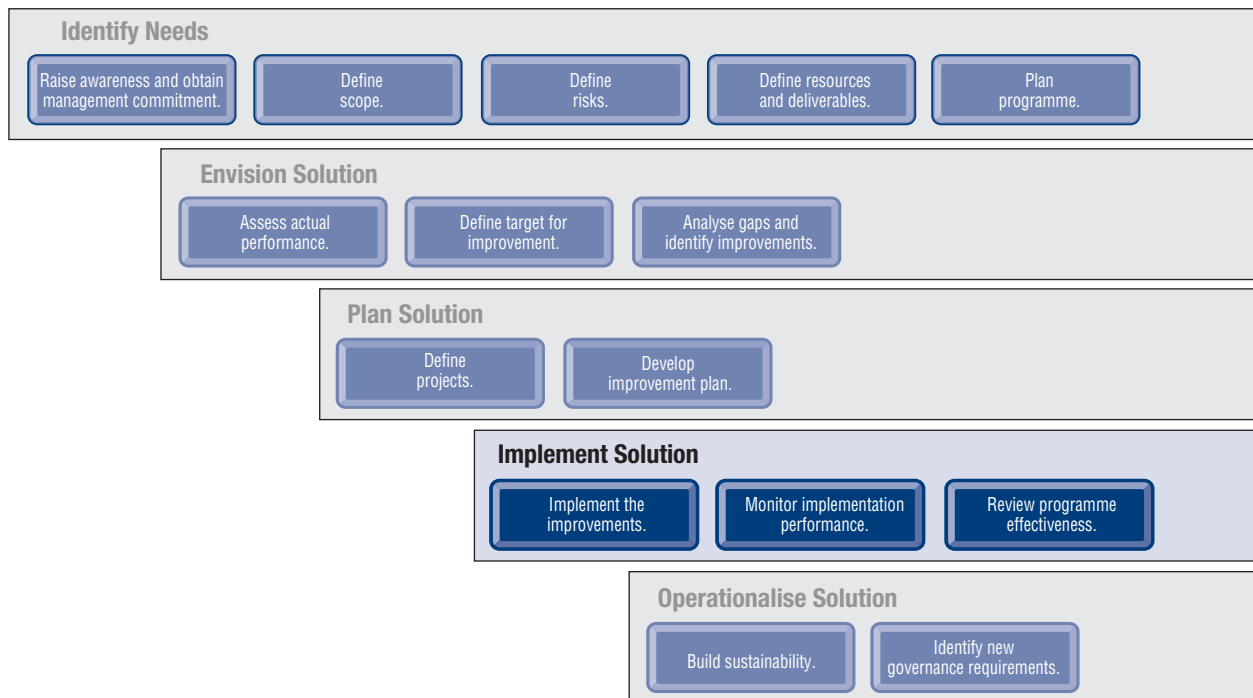 Identify Needs
Raise awareness and obtain
management commitment.
Define
scope.
Define
risks.
Define resources
and deliverables.
Plan
programme.
Envision Solution
Assess actual
performance.
Define target for
improvement.
Analyse gaps and
identify improvements.
Plan Solution
Define
projects.
Develop
improvement plan.
Implement Solution
Implement the
improvements.
Monitor implementation
performance.
Review programme
effectiveness.
Operationalise Solution
Build sustainability.
Identify new
governance requirements.